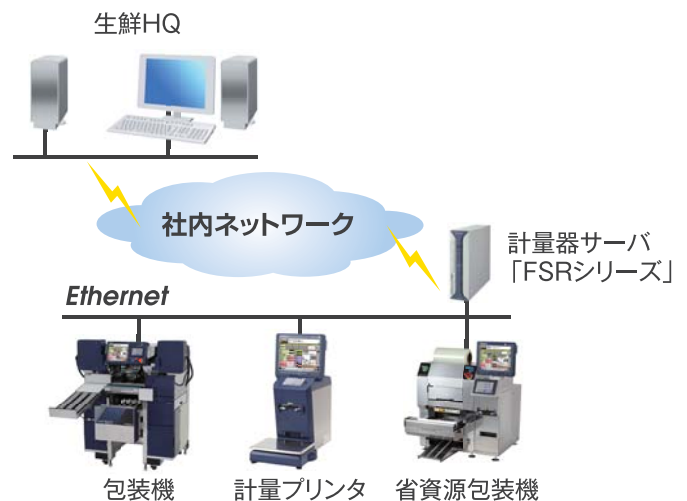 生鮮HQ
社内ネットワーク
計量器サーバ
「FSRシリーズ」
Ethernet
包装機
計量プリンタ
省資源包装機